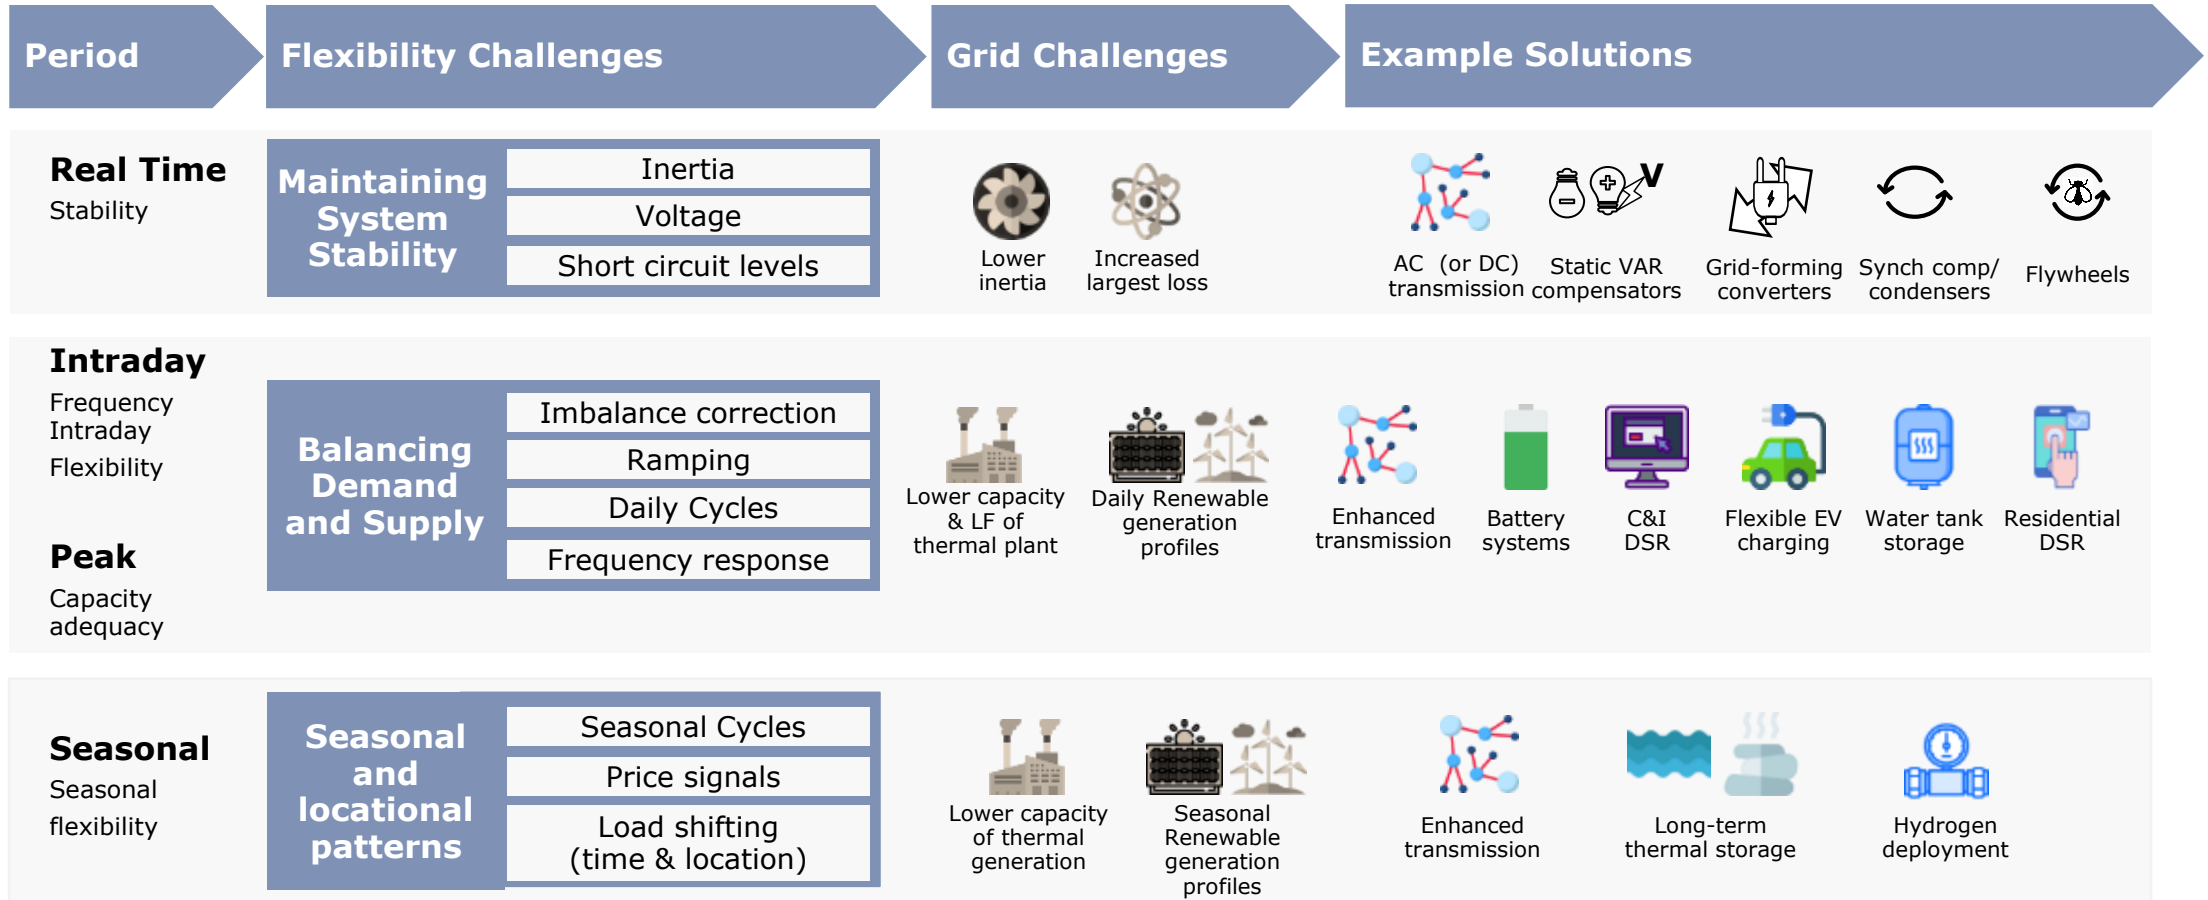 Period
Flexibility Challenges
Grid Challenges
Example Solutions
Real Time
Stability
Maintaining
System
Stability
Inertia
Voltage
Short circuit levels
Lower
inertia
Increased
largest loss
AC (or DC)
transmission
V
Static VAR
compensators
Grid-forming
converters
Synch comp/
condensers
Flywheels
Intraday
Frequency
Intraday
Flexibility
Peak
Capacity
adequacy
Balancing
Demand
and Supply
Imbalance correction
Ramping
Daily Cycles
Frequency response
Lower capacity
& LF of
thermal plant
Daily Renewable
generation
profiles
Enhanced
transmission
Battery
systems
C&I
DSR
Flexible EV
charging
Water tank
storage
Residential
DSR
Seasonal
Seasonal
flexibility
Seasonal
and
locational
patterns
Seasonal Cycles
Price signals
Load shifting
(time & location)
Lower capacity
of thermal
generation
Seasonal
Renewable
generation
profiles
Enhanced
transmission
Long-term
thermal storage
Hydrogen
deployment